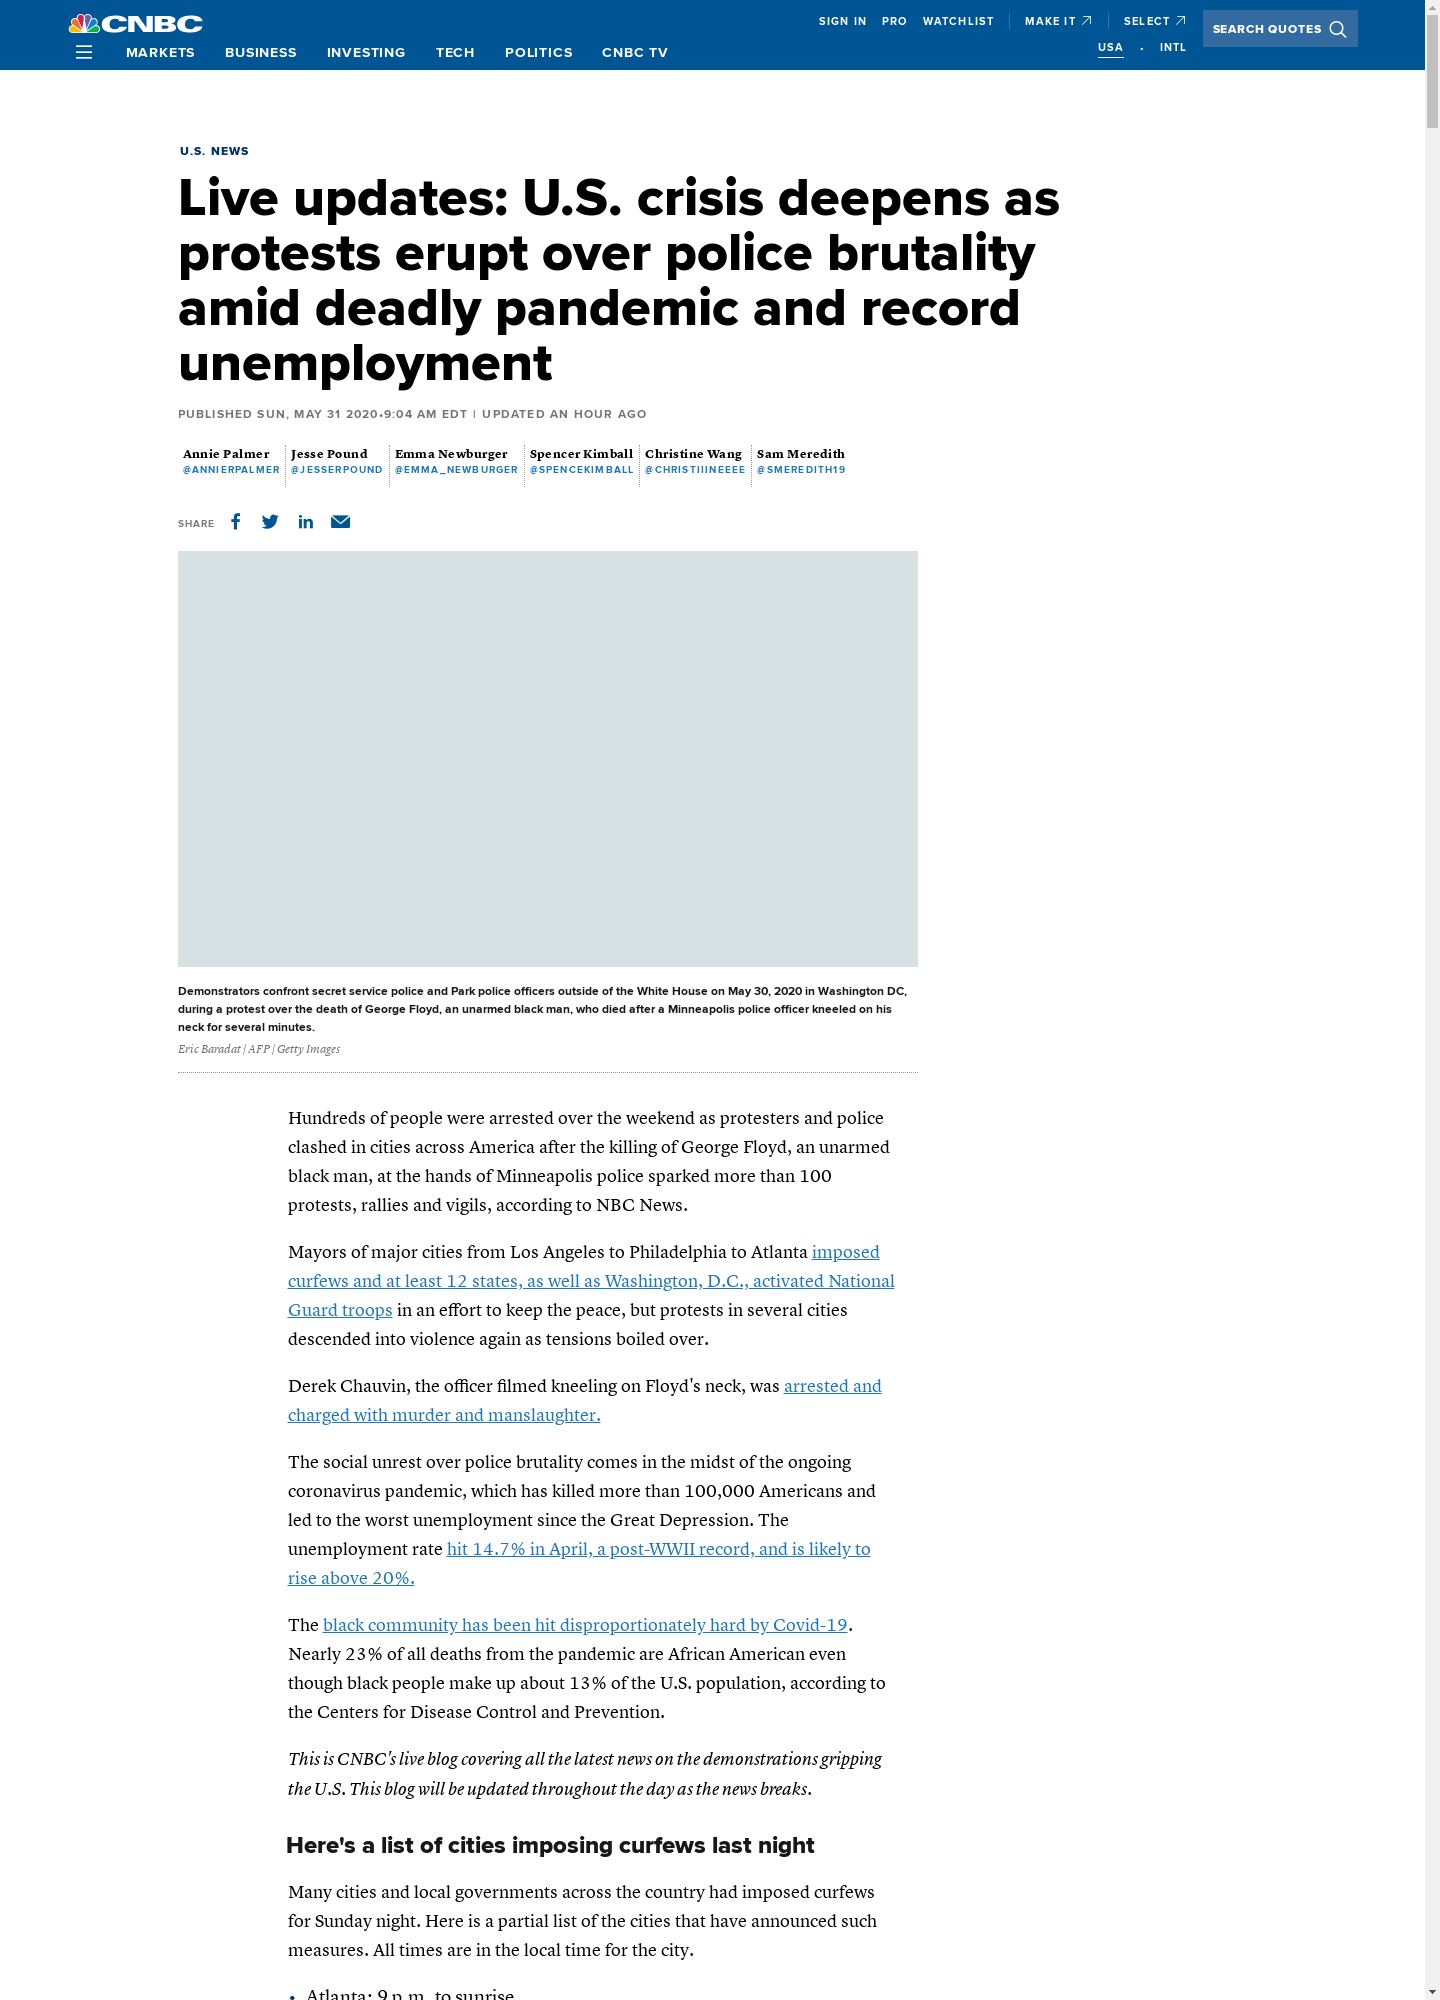 CNBC
SIGN IN PRO WATCHLIST MAKE IT SELECT
SEARCH QUOTES
USA • INTL
MARKETS BUSINESS INVESTING TECH POLITICS CNBC TV
U.S. NEWS
Live updates: U.S. crisis deepens as
protests erupt over police brutality
amid deadly pandemic and record
unemployment
PUBLISHED SUN, MAY 31 2020•9:04 AM EDT | UPDATED AN HOUR AGO
Annie Palmer Jesse Pound Emma Newburger Spencer Kimball Christine Wang Sam Meredith
@ANNIERPALMER @JESSERPOUND @EMMA_NEWBURGER @SPENCEKIMBALL @CHRISTIIINEEEE @SMEREDITH19
SHARE
Demonstrators confront secret service police and Park police officers outside of the White House on May 30, 2020 in Washington DC,
during a protest over the death of George Floyd, an unarmed black man, who died after a Minneapolis police officer kneeled on his
neck for several minutes.
Eric Baradat | AFP | Getty Images
Hundreds of people were arrested over the weekend as protesters and police
clashed in cities across America after the killing of George Floyd, an unarmed
black man, at the hands of Minneapolis police sparked more than 100
protests, rallies and vigils, according to NBC News.
Mayors of major cities from Los Angeles to Philadelphia to Atlanta imposed
curfews and at least 12 states, as well as Washington, D.C., activated National
Guard troops in an effort to keep the peace, but protests in several cities
descended into violence again as tensions boiled over.
Derek Chauvin, the officer filmed kneeling on Floyd's neck, was arrested and
charged with murder and manslaughter.
The social unrest over police brutality comes in the midst of the ongoing
coronavirus pandemic, which has killed more than 100,000 Americans and
led to the worst unemployment since the Great Depression. The
unemployment rate hit 14.7% in April, a post-WWII record, and is likely to
rise above 20%.
The black community has been hit disproportionately hard by Covid-19.
Nearly 23% of all deaths from the pandemic are African American even
though black people make up about 13% of the U.S. population, according to
the Centers for Disease Control and Prevention.
This is CNBC's live blog covering all the latest news on the demonstrations gripping
the U.S. This blog will be updated throughout the day as the news breaks.
Here's a list of cities imposing curfews last night
Many cities and local governments across the country had imposed curfews
for Sunday night. Here is a partial list of the cities that have announced such
measures. All times are in the local time for the city.
• Atlanta: 9 p.m. to sunrise